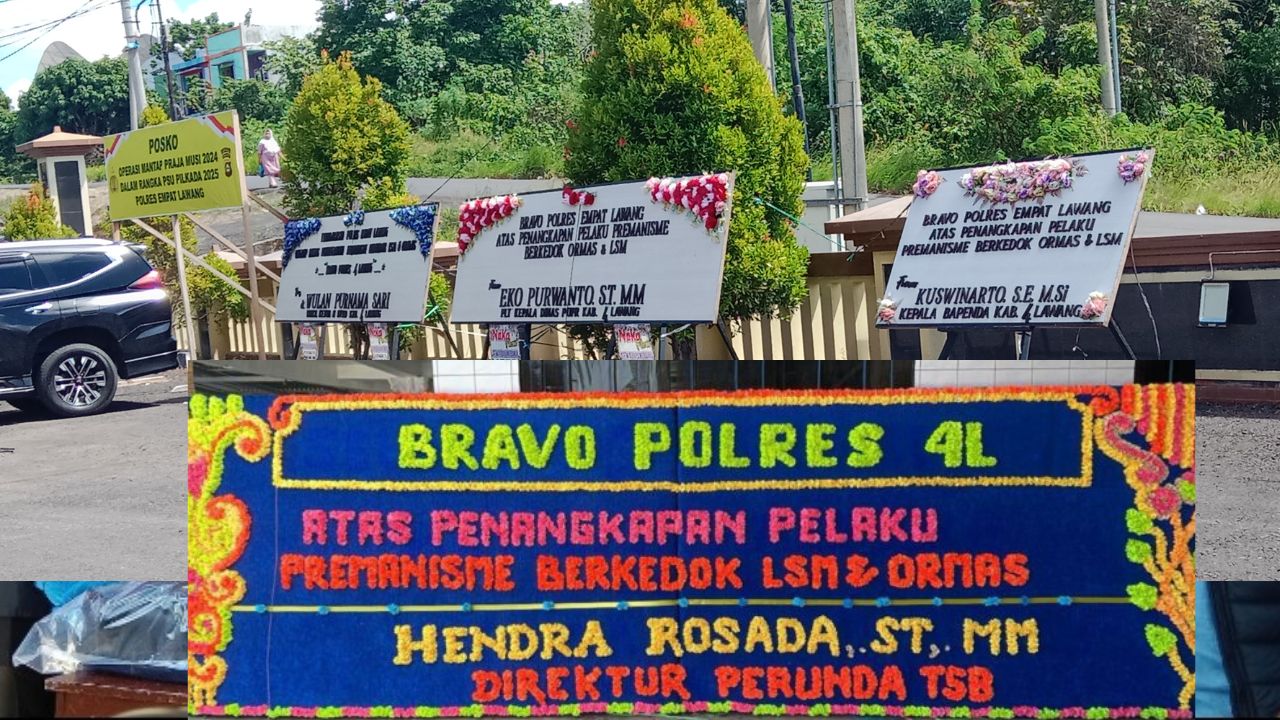 POSKO
OPERASI MANTAP PRAJA MUSI 2024
DALAM RANGKA PSU PILKADA 2025
POLRES EMPAT LAWANG
WULAN PURNAMA SARI
BRAVO POLRES EMPAT LAWANG
ATAS PENANGKAPAN PELAKU PREMANISME
BERKEDOK ORMAS & LSM
From
EKO PURWANTO, ST. MM
PLT KEPALA DINAS PUPR KAB. 4 LAWANG
BRAVO POLRES EMPAT LAWANG
ATAS PENANGKAPAN PELAKU
PREMANISME BERKEDOK ORMAS & LSM
From
KUSWINARTO, S.E, M.Si
KEPALA BAPENDA KAB. 4 LAWANG
BRAVO POLRES 4L
ATAS PENANGKAPAN PELAKU
PREMANISME BERKEDOK LSM & ORMAS
HENDRA ROSADA, ST, MM
DIREKTUR PERUNDA TSB